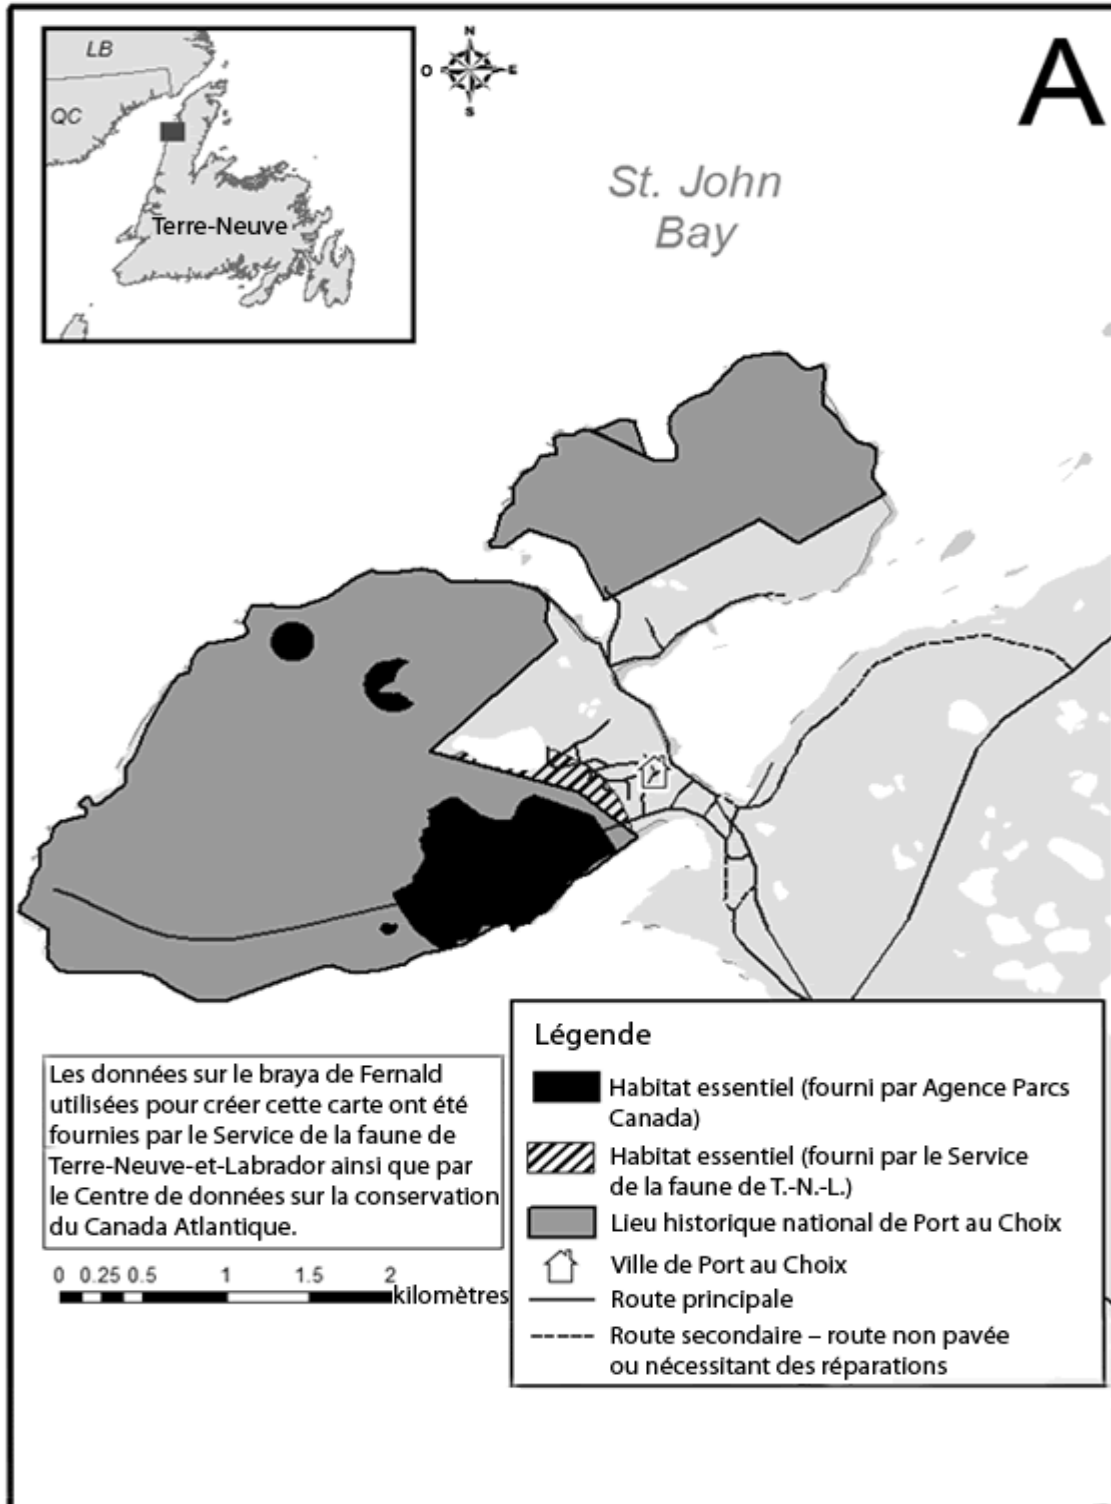 LB
QC
Terre-Neuve
N
O
E
S
A
St. John
Bay
Les données sur le braya de Fernald
utilisées pour créer cette carte ont été
fournies par le Service de la faune de
Terre-Neuve-et-Labrador ainsi que par
le Centre de données sur la conservation
du Canada Atlantique.
0 0.25 0.5 1 1.5 2
kilomètres
Légende
Habitat essentiel (fourni par Agence Parcs
Canada)
Habitat essentiel (fourni par le Service
de la faune de T.-N.-L.)
Lieu historique national de Port au Choix
Ville de Port au Choix
Route principale
Route secondaire – route non pavée
ou nécessitant des réparations